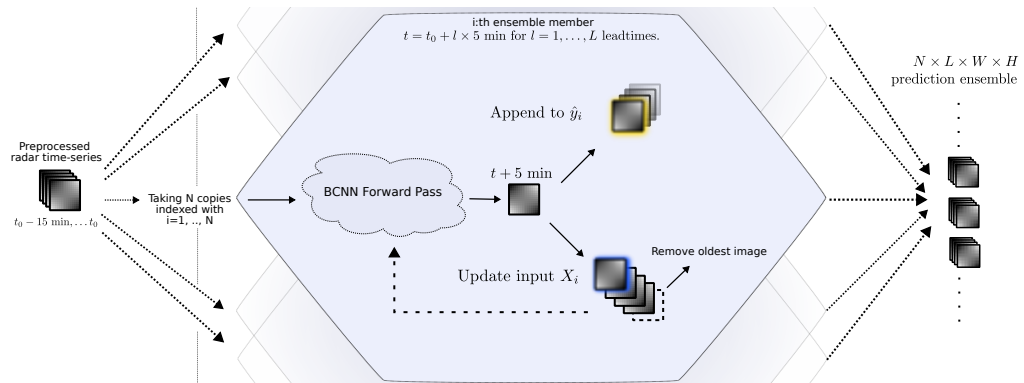 i:th ensemble member
t = t₀ + l × 5 min for l = 1, . . . , L leadtimes.
N × L × W × H
prediction ensemble
Append to ŷᵢ
Preprocessed
radar time-series
t₀ − 15 min, . . . t₀
Taking N copies
indexed with
i=1, .., N
BCNN Forward Pass
t + 5 min
Remove oldest image
Update input Xᵢ